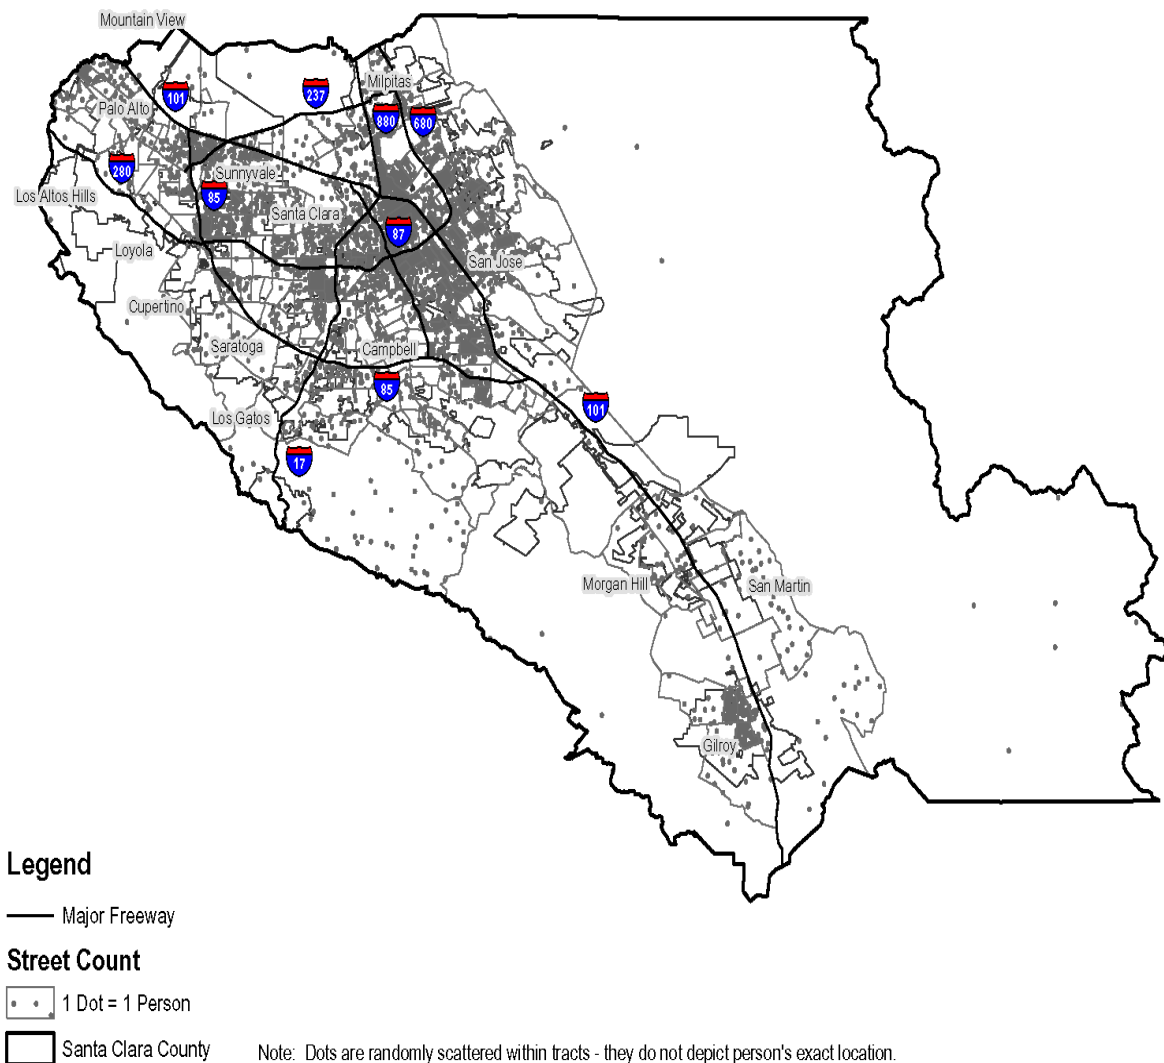 Mountain View
Milpitas
237
101
Palo Alto
880
680
280
Sunnyvale
85
Los Altos Hills
Santa Clara
87
Loyola
San Jose
Cupertino
Saratoga
Campbell
85
101
Los Gatos
17
Morgan Hill
San Martin
Gilroy
Legend
Major Freeway
Street Count
1 Dot = 1 Person
Santa Clara County
Note: Dots are randomly scattered within tracts - they do not depict person's exact location.